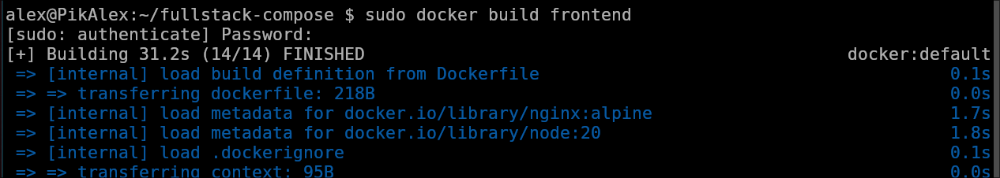 alex@PikAlex:~/fullstack-compose $ sudo docker build frontend
[sudo: authenticate] Password:
[+] Building 31.2s (14/14) FINISHED docker:default
=> [internal] load build definition from Dockerfile 0.1s
=> => transferring dockerfile: 218B 0.0s
=> [internal] load metadata for docker.io/library/nginx:alpine 1.7s
=> [internal] load metadata for docker.io/library/node:20 1.8s
=> [internal] load .dockerignore 0.1s
=> => transferring context: 95B 0.0s